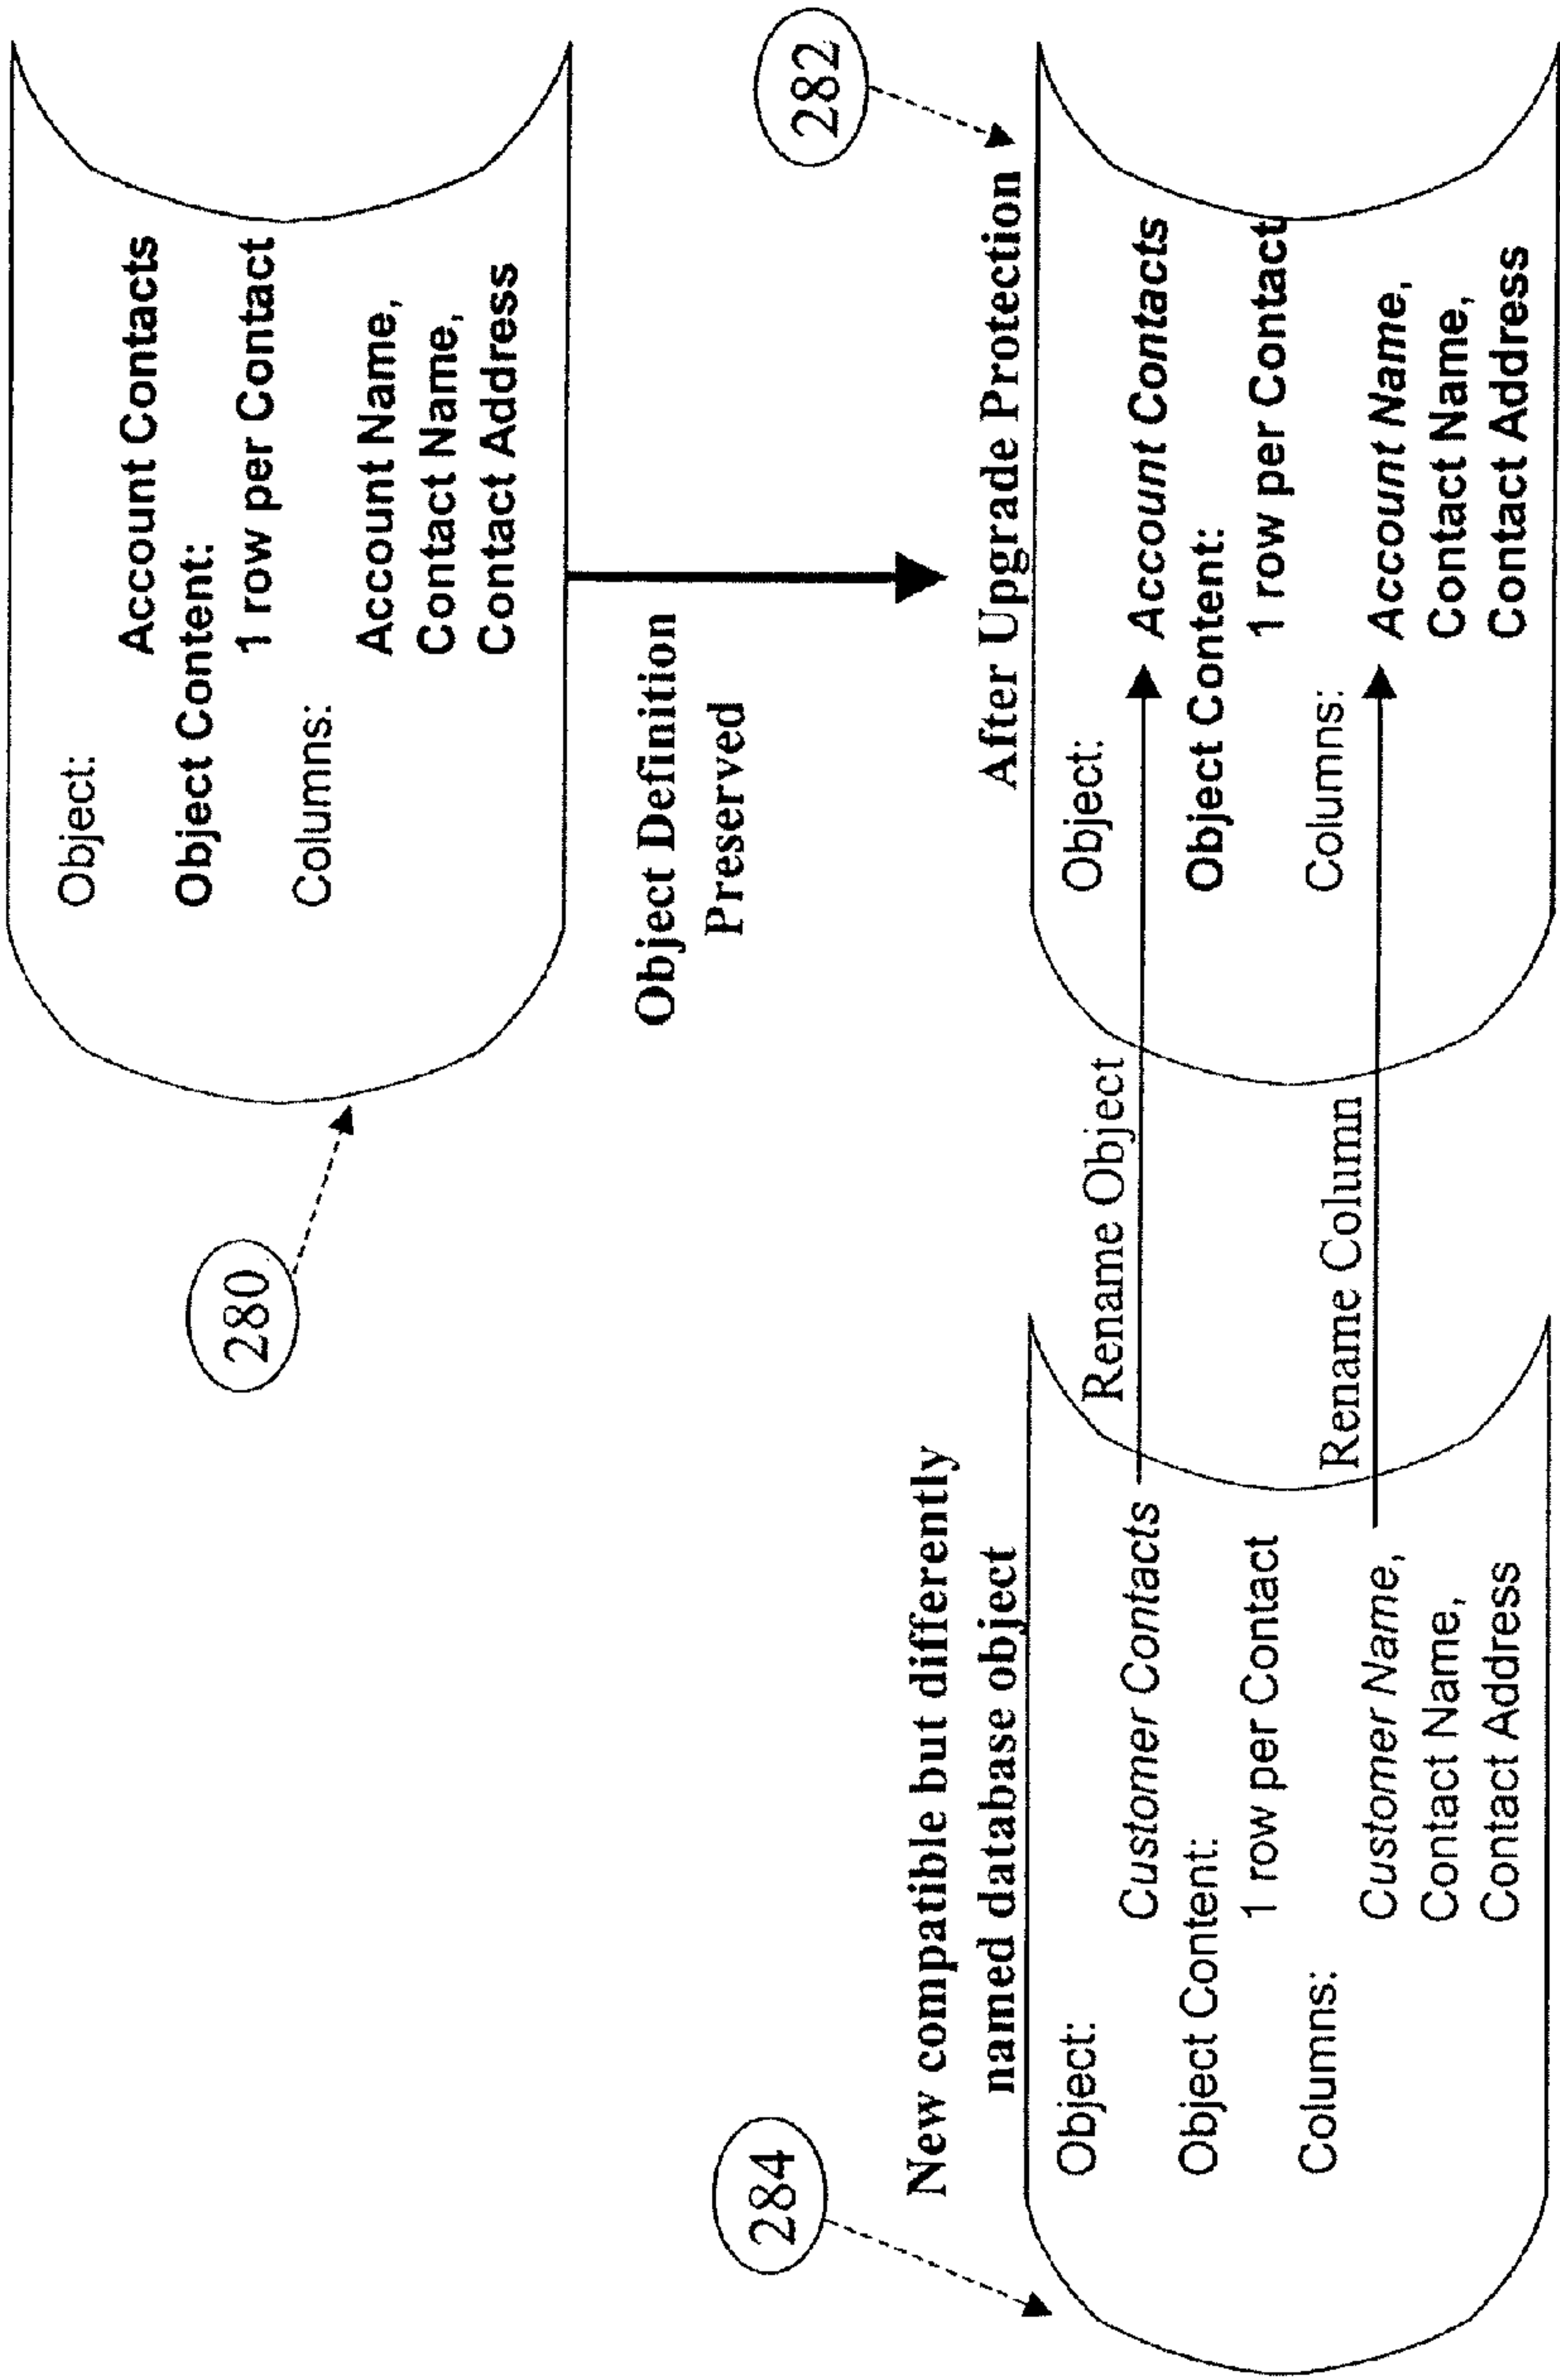 Object:
Account Contacts
Object Content:
1 row per Contact
Columns:
Account Name,
Contact Name,
Contact Address
280
Object Definition
Preserved
284
New compatible but differently
named database object
Object:
Customer Contacts
Object Content:
1 row per Contact
Columns:
Customer Name,
Contact Name,
Contact Address
Rename Object
Rename Column
282
After Upgrade Protection
Object:
Account Contacts
Object Content:
1 row per Contact
Columns:
Account Name,
Contact Name,
Contact Address